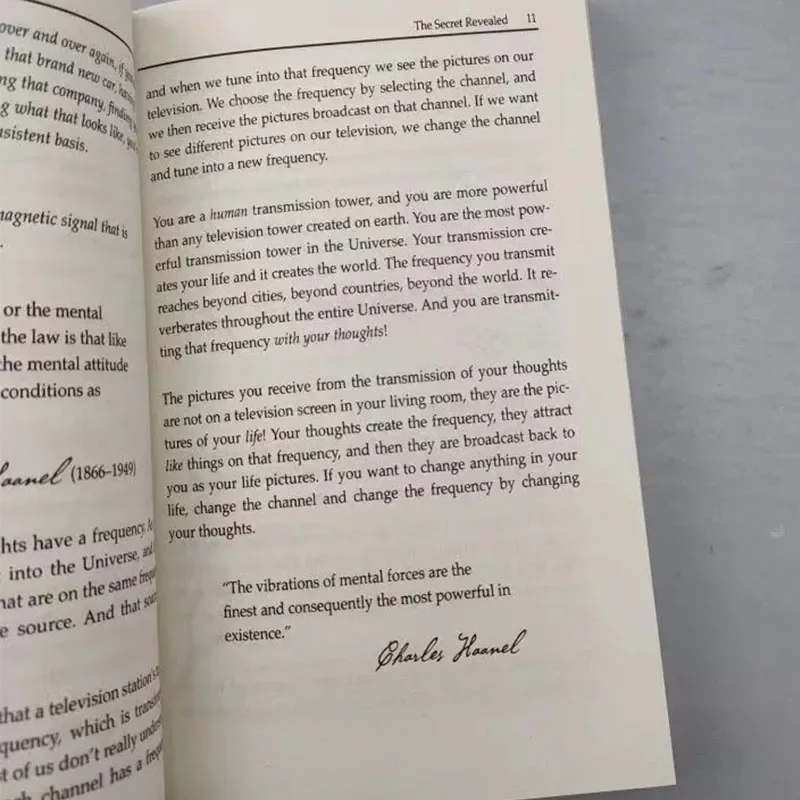 over and over again, if you
that brand new car, having
ng that company, finding
g what that looks like, you
nsistent basis.
magnetic signal that is
or the mental
the law is that like
the mental attitude
conditions as
Haanel (1866–1949)
hts have a frequency.
into the Universe, and
hat are on the same
e source. And that
that a television station's
quency, which is
st of us don't really
channel has a
The Secret Revealed 11
and when we tune into that frequency we see the pictures on our
television. We choose the frequency by selecting the channel, and
we then receive the pictures broadcast on that channel. If we want
to see different pictures on our television, we change the channel
and tune into a new frequency.
You are a human transmission tower, and you are more powerful
than any television tower created on earth. You are the most pow-
erful transmission tower in the Universe. Your transmission cre-
ates your life and it creates the world. The frequency you transmit
reaches beyond cities, beyond countries, beyond the world. It re-
verberates throughout the entire Universe. And you are transmit-
ting that frequency with your thoughts!
The pictures you receive from the transmission of your thoughts
are not on a television screen in your living room, they are the pic-
tures of your life! Your thoughts create the frequency, they attract
like things on that frequency, and then they are broadcast back to
you as your life pictures. If you want to change anything in your
life, change the channel and change the frequency by changing
your thoughts.
"The vibrations of mental forces are the
finest and consequently the most powerful in
existence."
Charles Haanel